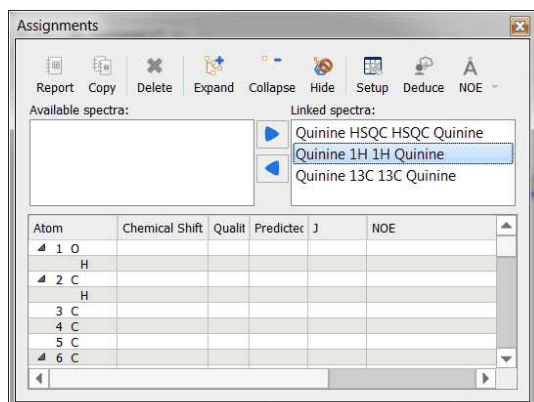 Assignments
Report Copy Delete Expand Collapse Hide Setup Deduce NOE
Available spectra: Linked spectra:
Quinine HSQC HSQC Quinine
Quinine 1H 1H Quinine
Quinine 13C 13C Quinine
Atom Chemical Shift Qualit Predictec J NOE
1 O
H
2 C
H
3 C
4 C
5 C
6 C